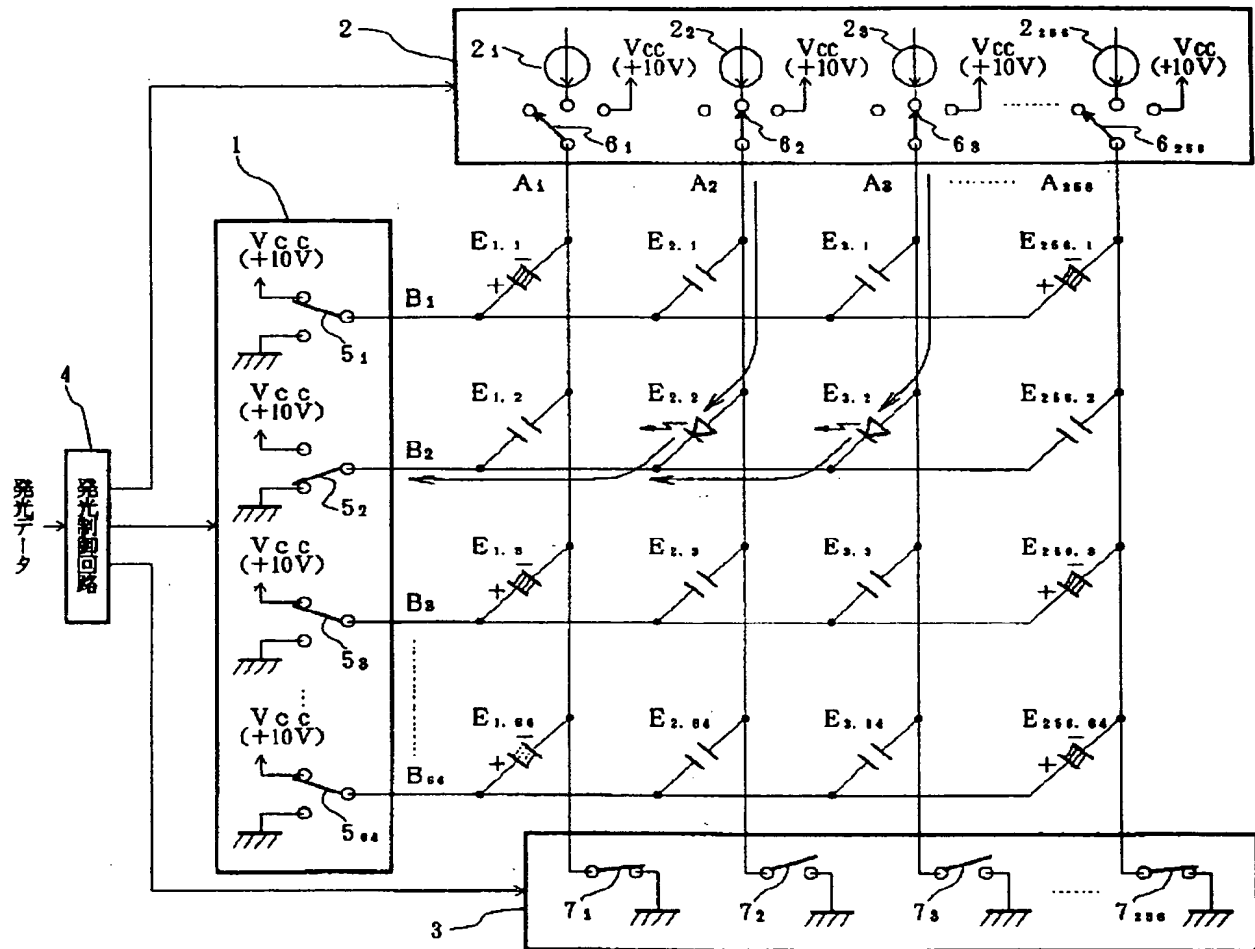 2
2₁
Vcc
(+10V)
2₂
Vcc
(+10V)
2₃
Vcc
(+10V)
2₂₅₆
Vcc
(+10V)
6₁
6₂
6₃
6₂₅₆
A₁
A₂
A₃
A₂₅₆
1
Vcc
(+10V)
5₁
B₁
E₁.₁
E₂.₁
E₃.₁
E₂₅₆.₁
+
−
+
−
4
発光データ
発光制御回路
Vcc
(+10V)
5₂
B₂
E₁.₂
E₂.₂
E₃.₂
E₂₅₆.₂
Vcc
(+10V)
5₃
B₃
E₁.₃
E₂.₃
E₃.₃
E₂₅₆.₃
+
−
+
−
Vcc
(+10V)
5₆₄
B₆₄
E₁.₆₄
E₂.₆₄
E₃.₆₄
E₂₅₆.₆₄
+
−
+
−
3
7₁
7₂
7₃
7₂₅₆